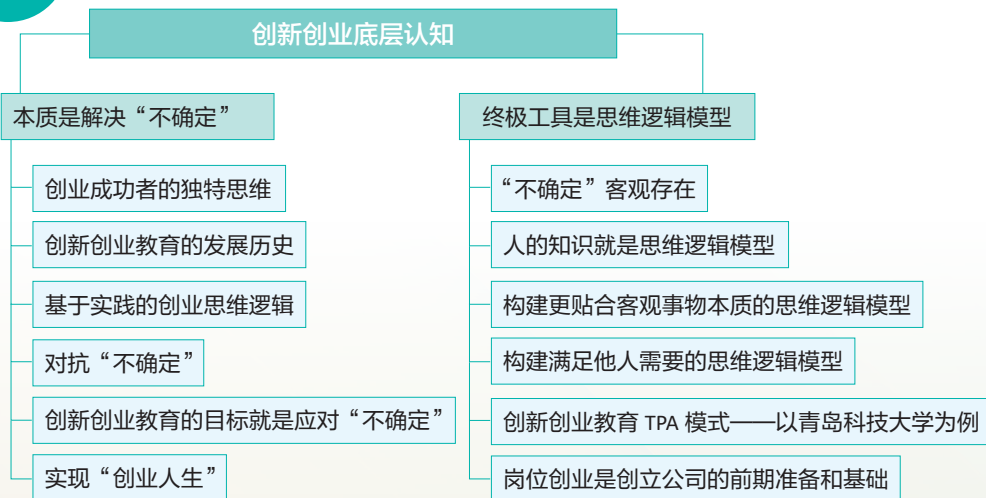 创新创业底层认知
本质是解决“不确定”
创业成功者的独特思维
创新创业教育的发展历史
基于实践的创业思维逻辑
对抗“不确定”
创新创业教育的目标就是应对“不确定”
实现“创业人生”
终极工具是思维逻辑模型
“不确定”客观存在
人的知识就是思维逻辑模型
构建更贴合客观事物本质的思维逻辑模型
构建满足他人需要的思维逻辑模型
创新创业教育 TPA 模式——以青岛科技大学为例
岗位创业是创立公司的前期准备和基础